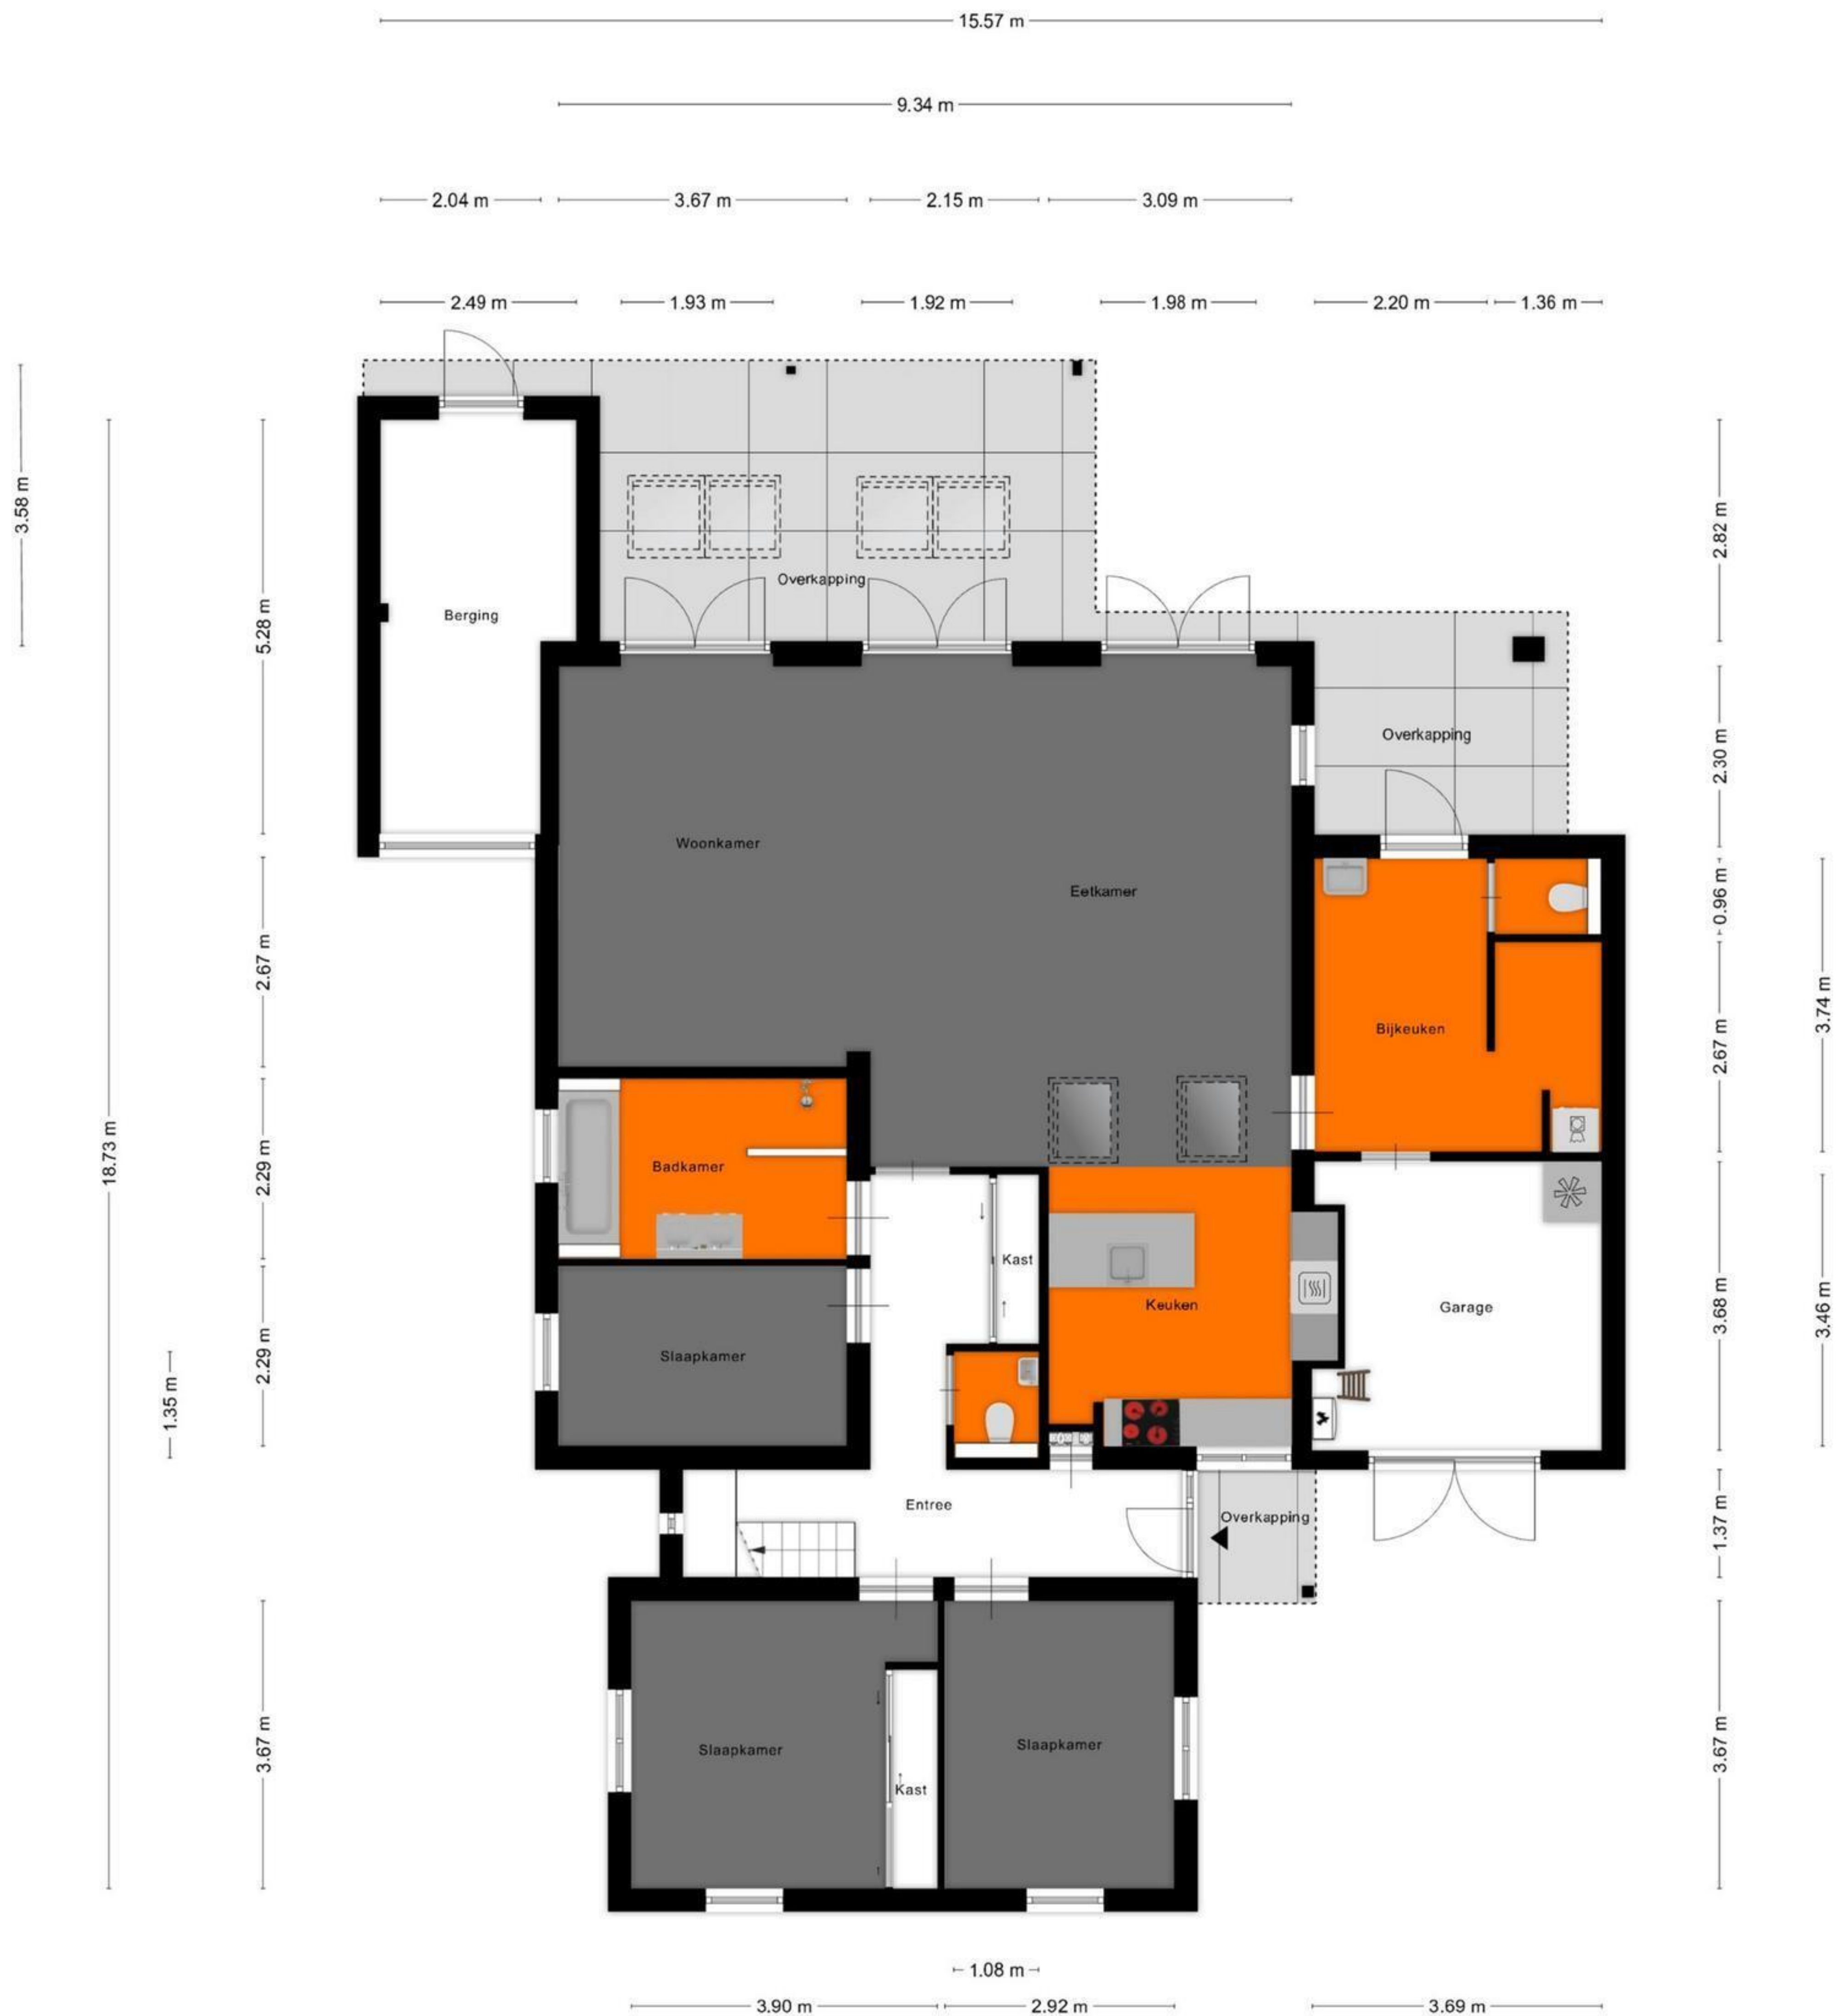 15.57 m
9.34 m
2.04 m
3.67 m
2.15 m
3.09 m
2.49 m
1.93 m
1.92 m
1.98 m
2.20 m
1.36 m
3.58 m
18.73 m
1.35 m
5.28 m
2.67 m
2.29 m
2.29 m
3.67 m
Berging
Overkapping
Overkapping
Woonkamer
Eetkamer
Bijkeuken
Badkamer
Kast
Keuken
Garage
Slaapkamer
Entree
Overkapping
Slaapkamer
Kast
Slaapkamer
2.82 m
2.30 m
0.96 m
2.67 m
3.68 m
1.37 m
3.67 m
3.74 m
3.46 m
1.08 m
3.90 m
2.92 m
3.69 m